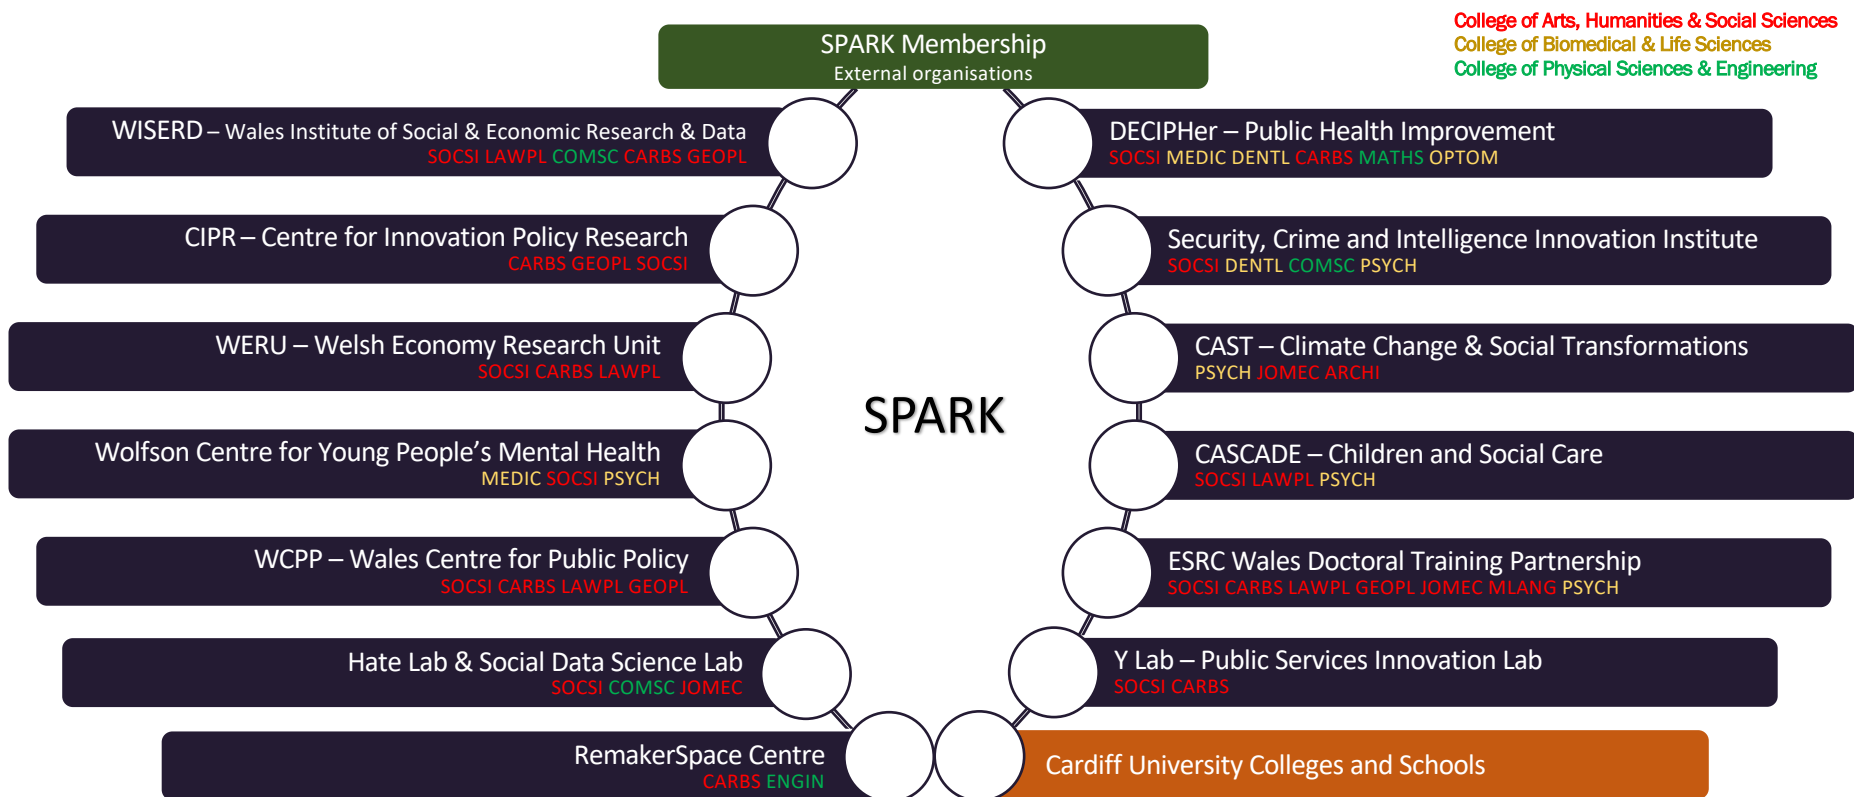 College of Arts, Humanities & Social Sciences
College of Biomedical & Life Sciences
College of Physical Sciences & Engineering
SPARK Membership
External organisations
WISERD – Wales Institute of Social & Economic Research & Data
SOCSI LAWPL COMSC CARBS GEOPL
CIPR – Centre for Innovation Policy Research
CARBS GEOPL SOCSI
WERU – Welsh Economy Research Unit
SOCSI CARBS LAWPL
Wolfson Centre for Young People’s Mental Health
MEDIC SOCSI PSYCH
WCPP – Wales Centre for Public Policy
SOCSI CARBS LAWPL GEOPL
Hate Lab & Social Data Science Lab
SOCSI COMSC JOMEC
RemakerSpace Centre
CARBS ENGIN
SPARK
DECIPHer – Public Health Improvement
SOCSI MEDIC DENTL CARBS MATHS OPTOM
Security, Crime and Intelligence Innovation Institute
SOCSI DENTL COMSC PSYCH
CAST – Climate Change & Social Transformations
PSYCH JOMEC ARCHI
CASCADE – Children and Social Care
SOCSI LAWPL PSYCH
ESRC Wales Doctoral Training Partnership
SOCSI CARBS LAWPL GEOPL JOMEC MLANG PSYCH
Y Lab – Public Services Innovation Lab
SOCSI CARBS
Cardiff University Colleges and Schools